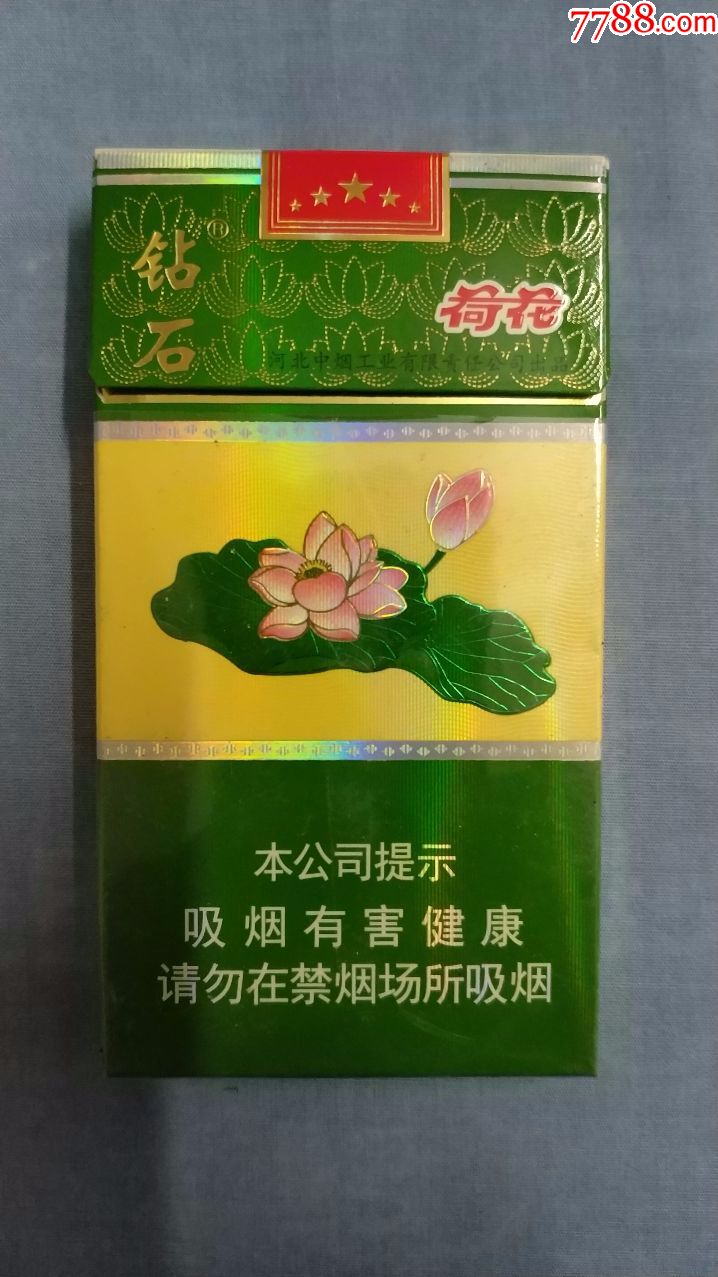 7788.com
钻石®
荷花
河北中烟工业有限责任公司出品
本公司提示
吸烟有害健康
请勿在禁烟场所吸烟